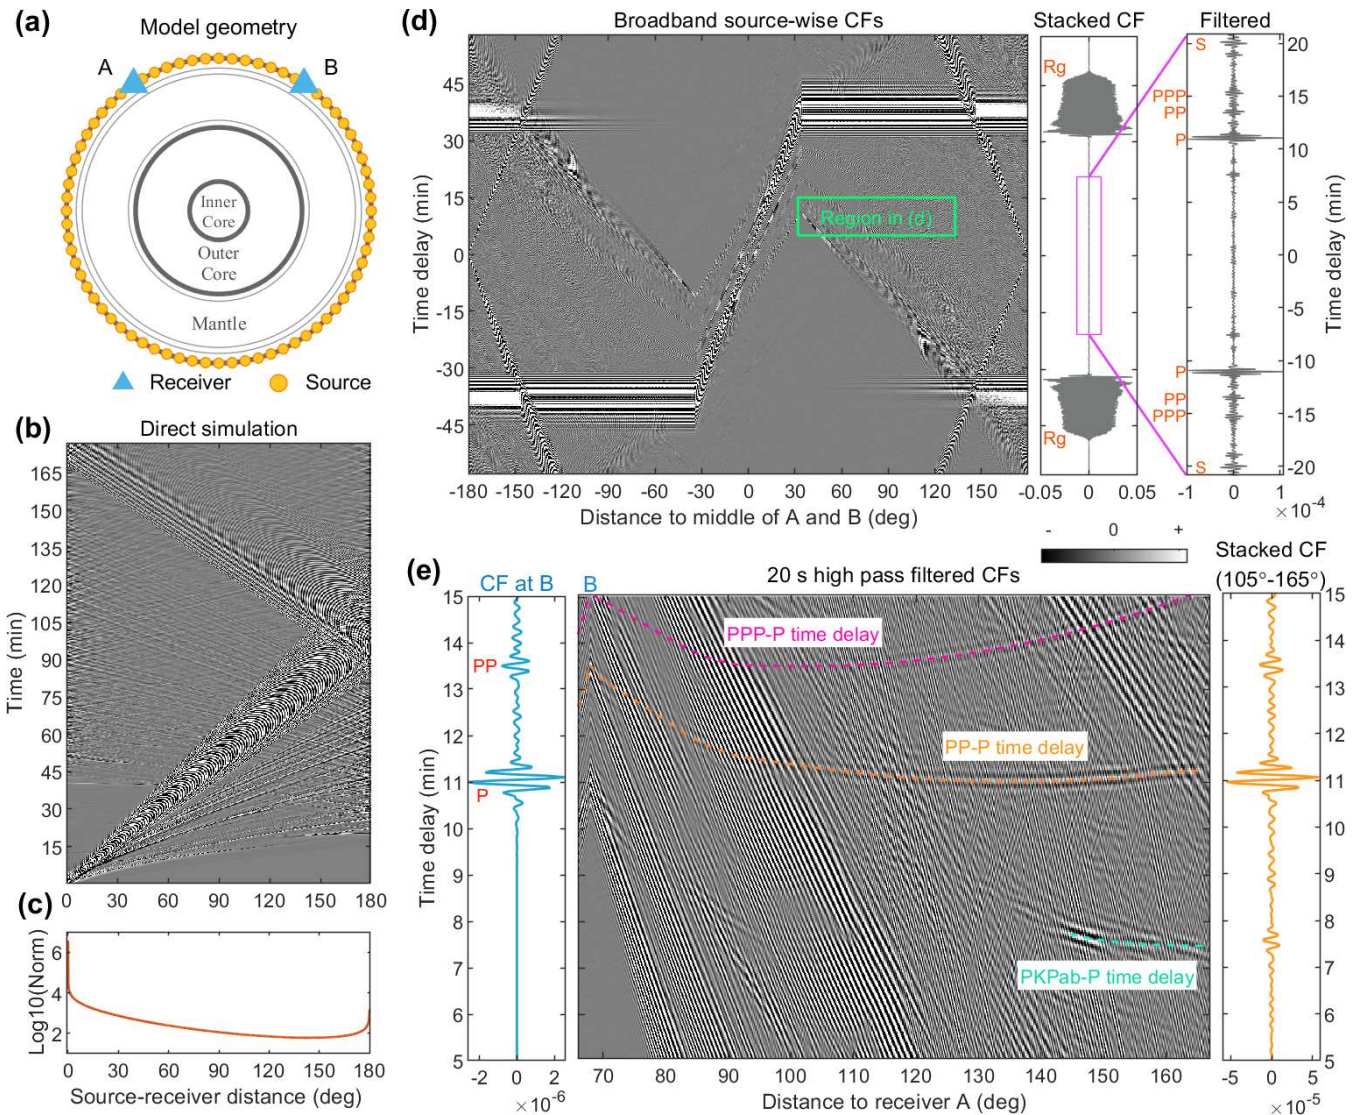 (a)
Model geometry
A
B
Inner
Core
Outer
Core
Mantle
Receiver
Source
(b)
Direct simulation
Time (min)
165
150
135
120
105
90
75
60
45
30
15
0 30 60 90 120 150 180
(c)
Log10(Norm)
6
4
2
0 30 60 90 120 150 180
Source-receiver distance (deg)
(d)
Broadband source-wise CFs
Time delay (min)
45
30
15
0
-15
-30
-45
Region in (d)
-180 -150 -120 -90 -60 -30 0 30 60 90 120 150
Distance to middle of A and B (deg)
Stacked CF
Rg
Rg
-0.05 0 0.05
Filtered
S
PPP
PP
P
P
PP
PPP
S
20
15
10
5
0
-5
-10
-15
-20
Time delay (min)
-1 0 1
× 10-4
- 0 +
(e)
CF at B
PP
P
Time delay (min)
15
14
13
12
11
10
9
8
7
6
5
-2 0 2
× 10-6
20 s high pass filtered CFs
B
PPP-P time delay
PP-P time delay
PKPab-P time delay
70 80 90 100 110 120 130 140 150 160
Distance to receiver A (deg)
Stacked CF
(105°-165°)
15
14
13
12
11
10
9
8
7
6
5
-5 0 5
× 10-5